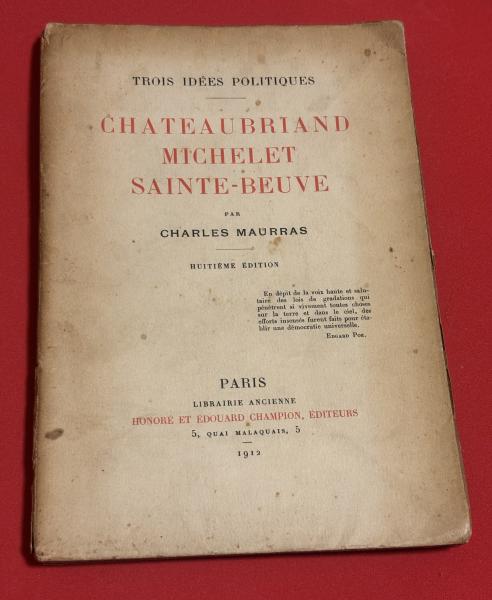 TROIS IDÉES POLITIQUES
CHATEAUBRIAND
MICHELET
SAINTE-BEUVE
PAR
CHARLES MAURRAS
HUITIÈME ÉDITION
En dépit de la voix haute et salu-
taire des lois de gradations qui
pénètrent si vivement toutes choses
sur la terre et dans le ciel, des
efforts insensés furent faits pour éta-
blir une démocratie universelle.
EDGARD POE.
PARIS
LIBRAIRIE ANCIENNE
HONORÉ ET ÉDOUARD CHAMPION, ÉDITEURS
5, QUAI MALAQUAIS, 5
1912